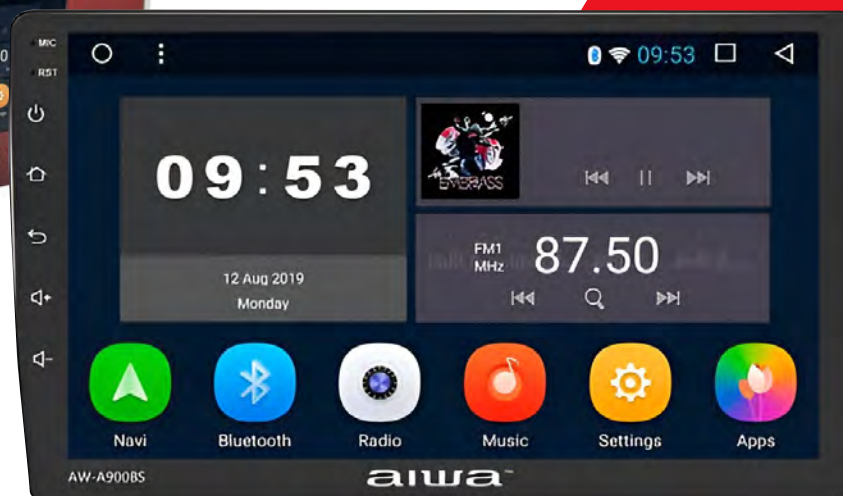 MIC
RST
09:53
09:53
12 Aug 2019
Monday
FM1
MHz
87.50
Navi
Bluetooth
Radio
Music
Settings
Apps
AW-A900BS
aiwa